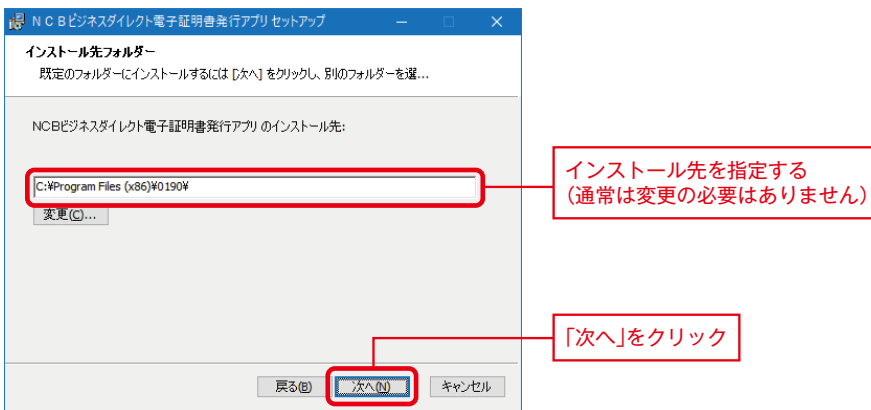 NCBビジネスダイレクト電子証明書発行アプリ セットアップ
インストール先フォルダー
既定のフォルダーにインストールするには [次へ] をクリックし、別のフォルダーを選...
NCBビジネスダイレクト電子証明書発行アプリ のインストール先:
C:¥Program Files (x86)¥0190¥
変更(C)...
インストール先を指定する
（通常は変更の必要はありません）
「次へ」をクリック
戻る(B) 次へ(N) キャンセル